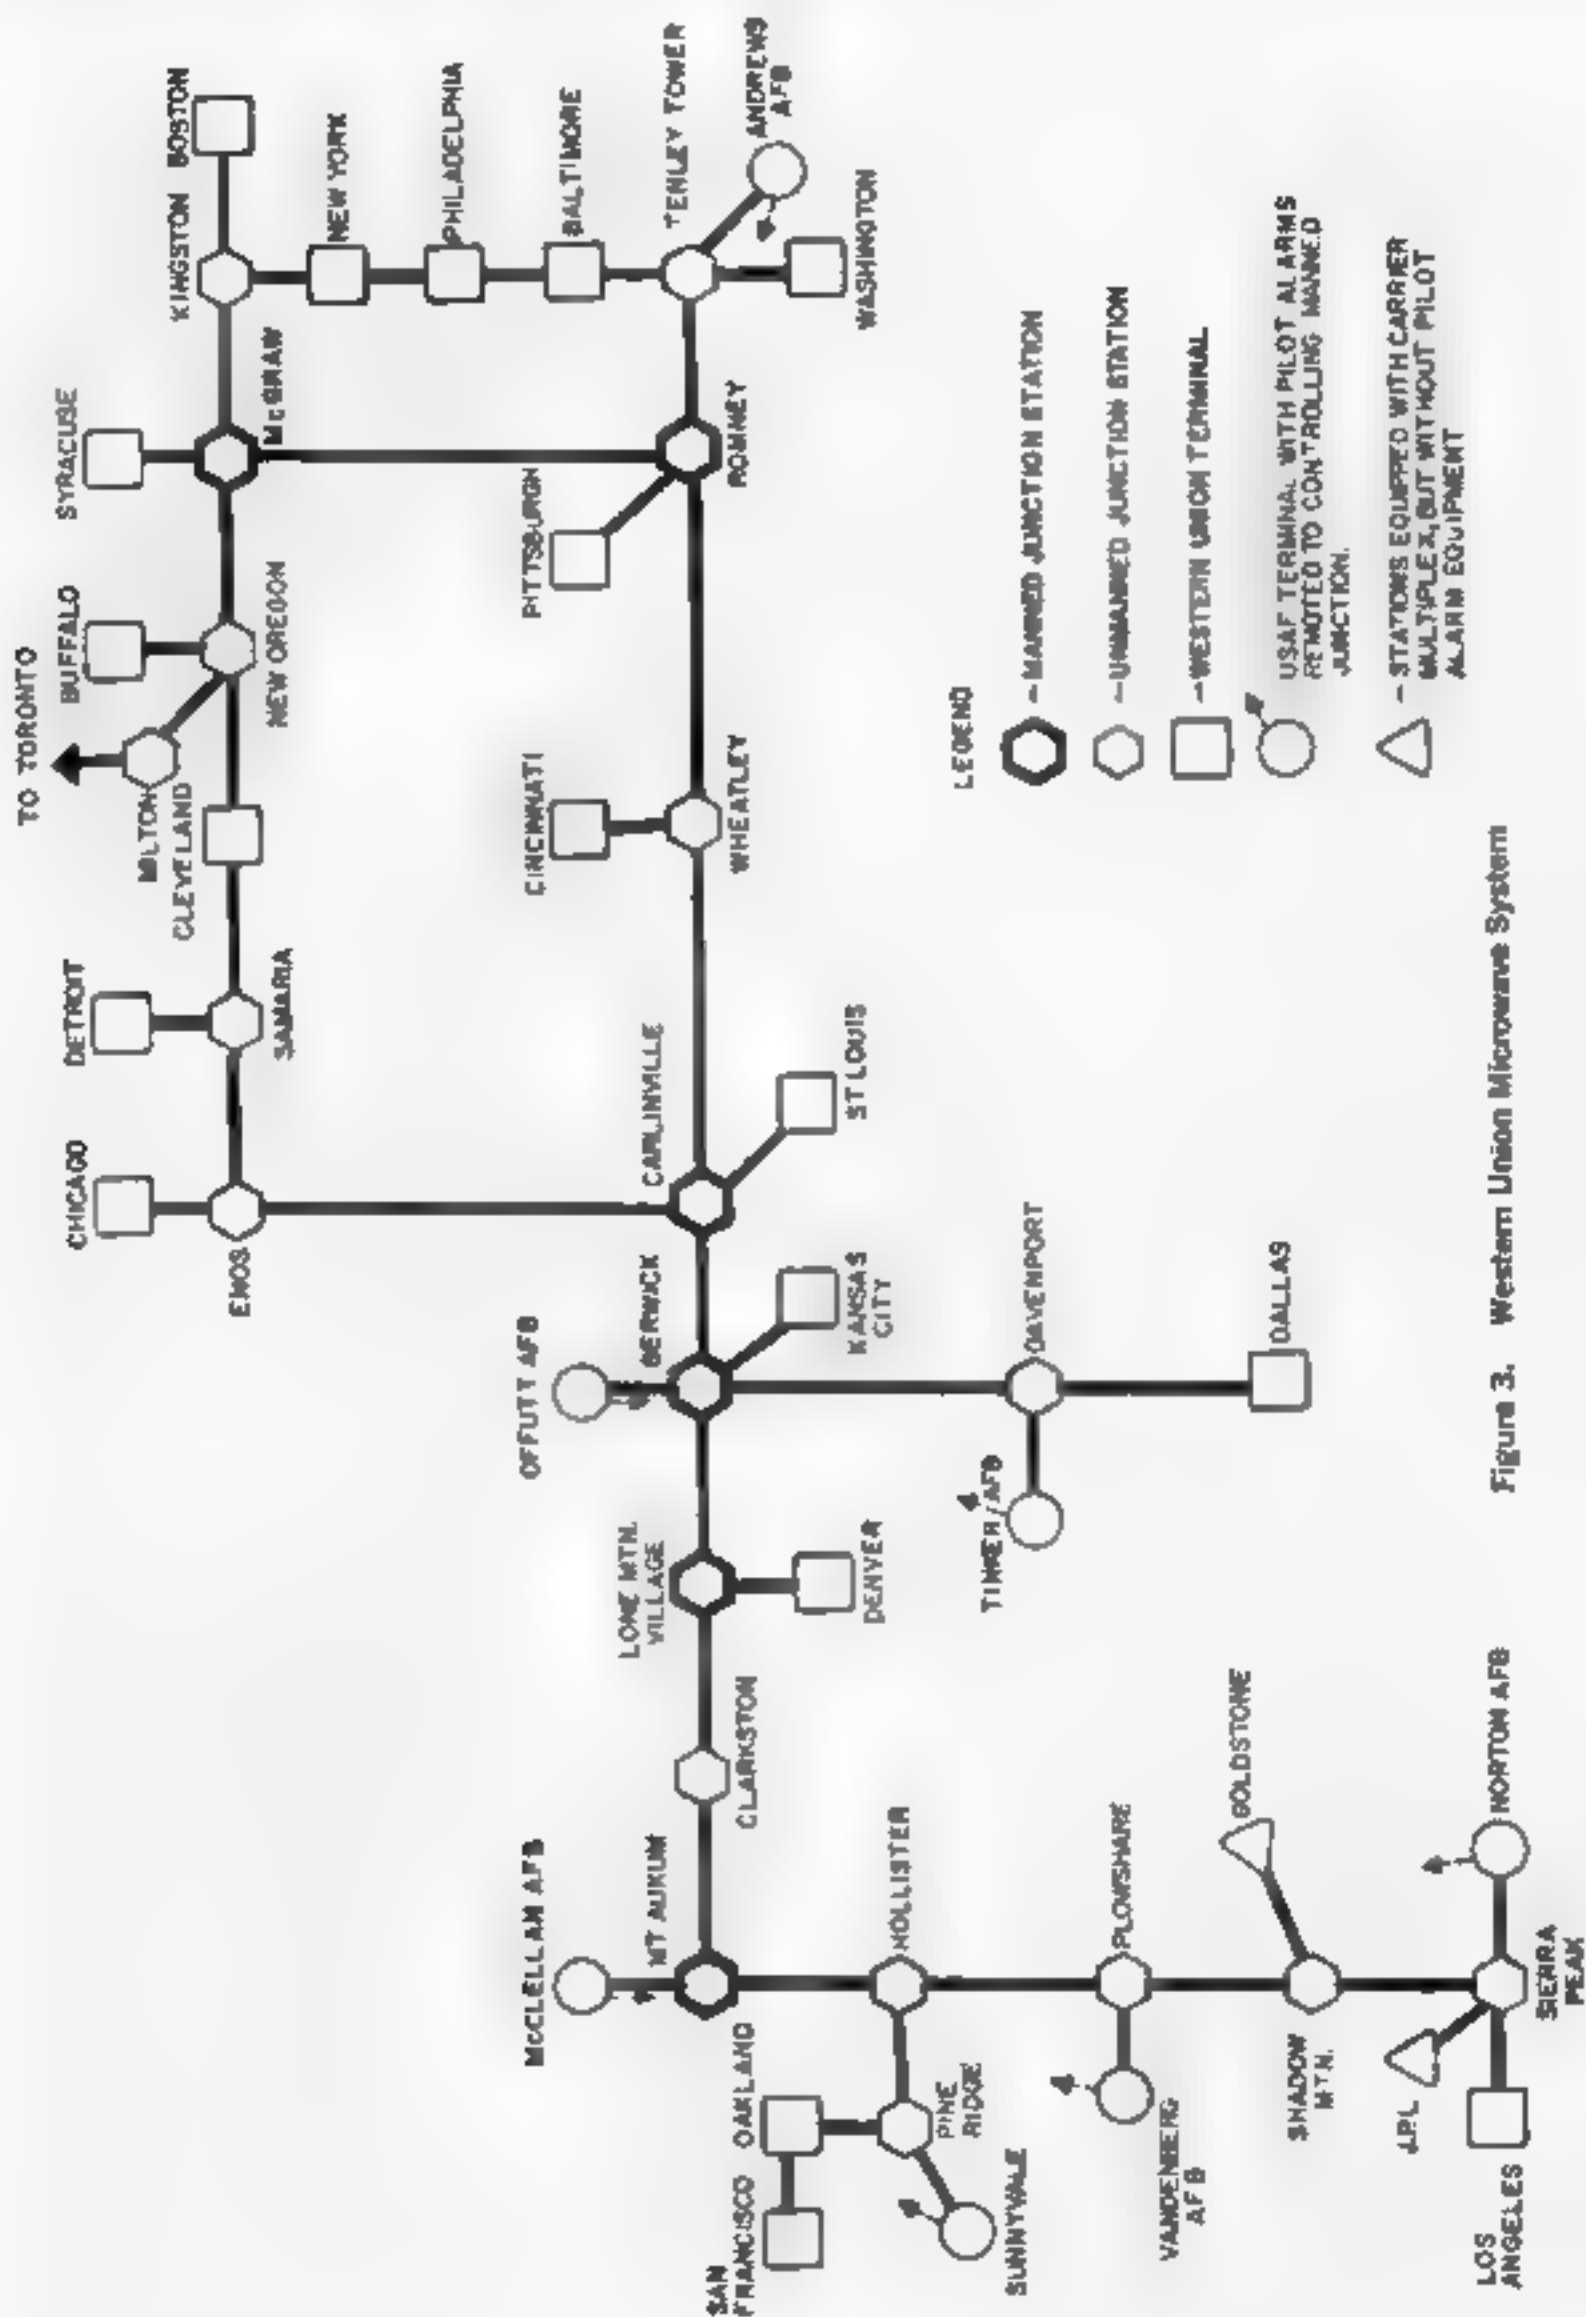 TO TORONTO
SYRACUSE
BUFFALO
DETROIT
CHICAGO
KINGSTON
BOSTON
McGRAW
NEW OREGON
MILTON
CLEVELAND
SAMARIA
ENOS
NEW YORK
PHILADELPHIA
BALTIMORE
TENLEY TOWER
ANDREWS
AFB
WASHINGTON
PITTSBURGH
ROMNEY
CINCINNATI
WHEATLEY
CARLINVILLE
ST LOUIS
OFFUTT AFB
BERWICK
KANSAS
CITY
LONE MTN.
VILLAGE
DENVER
DAVENPORT
TINKER AFB
DALLAS
CLARKSTON
McCLELLAN AFB
MT AUKUM
HOLLISTER
SAN
FRANCISCO
OAKLAND
PINE
RIDGE
SUNNYVALE
PLOWSHARE
VANDENBERG
AFB
GOLDSTONE
SHADOW
MTN.
JPL
NORTON AFB
LOS
ANGELES
SIERRA
PEAK
LEGEND
– MANNED JUNCTION STATION
– UNMANNED JUNCTION STATION
– WESTERN UNION TERMINAL
USAF TERMINAL WITH PILOT ALARMS
REMOTED TO CONTROLLING MANNED
JUNCTION.
– STATIONS EQUIPPED WITH CARRIER
MULTIPLEX, BUT WITHOUT PILOT
ALARM EQUIPMENT
Figure 3. Western Union Microwave System